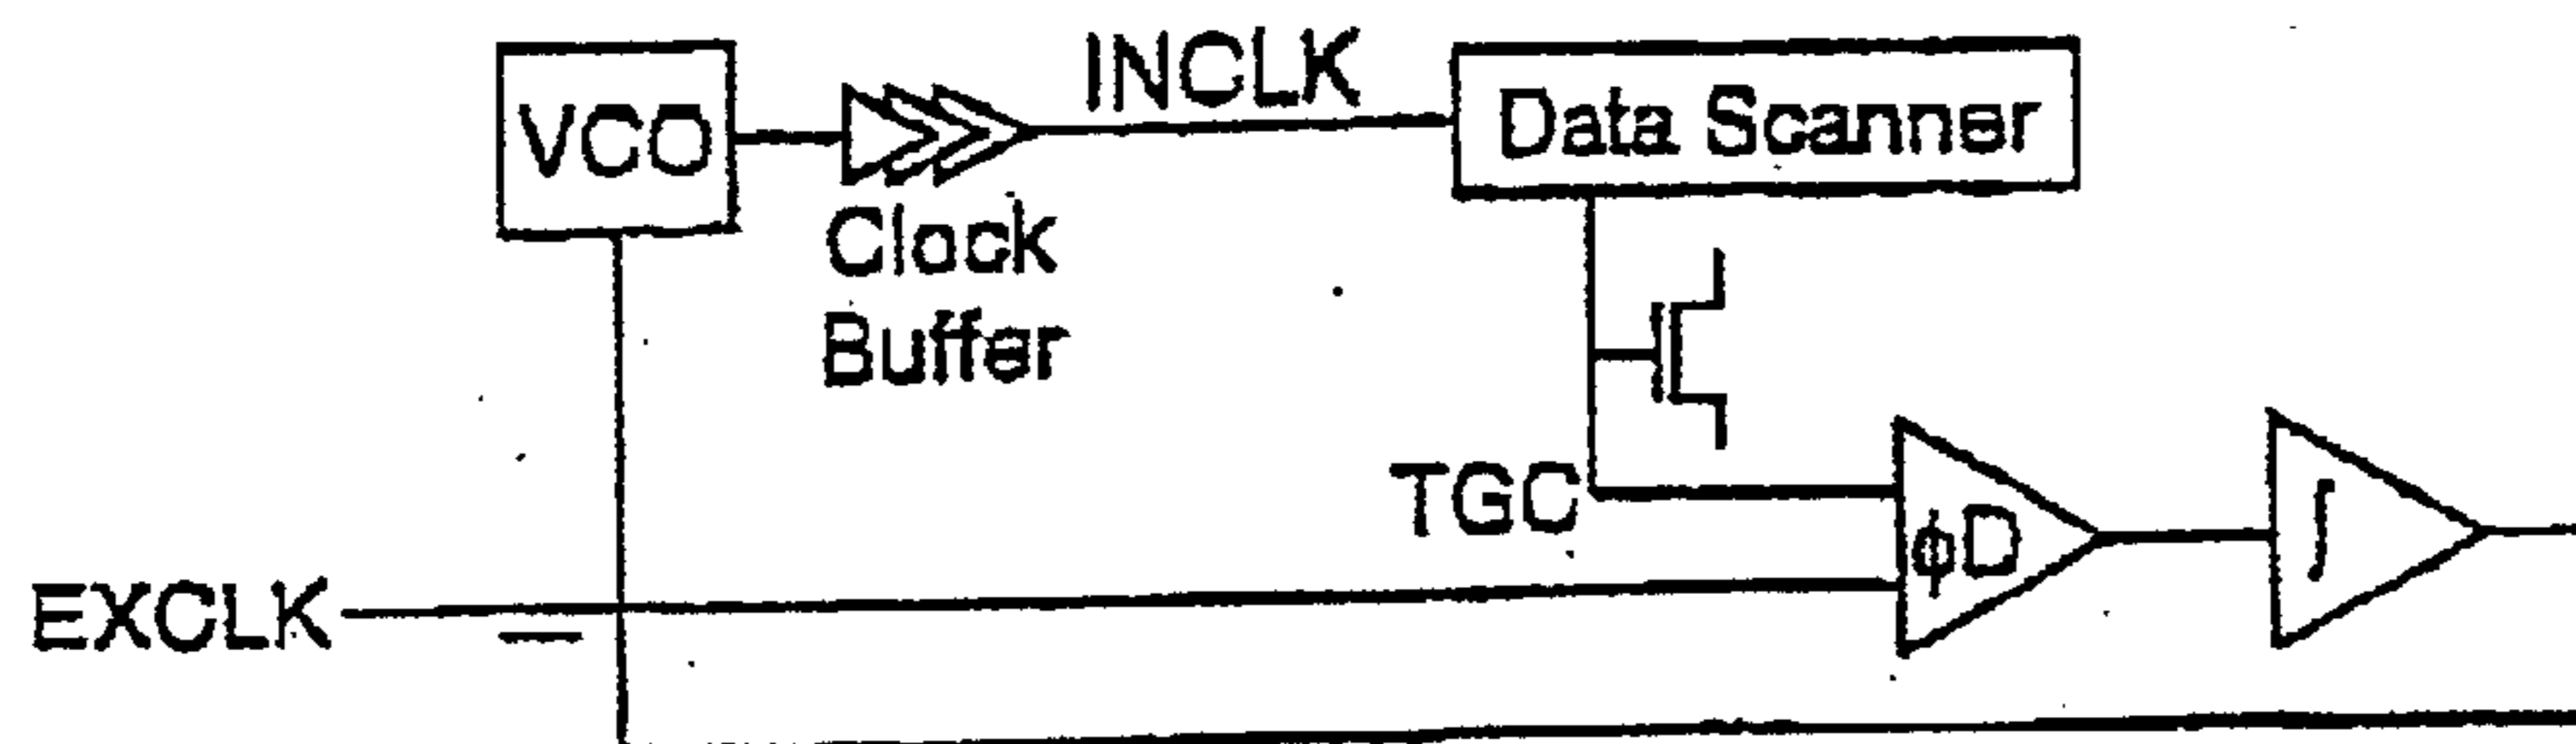 INCLK
VCO
Data Scanner
Clock
Buffer
TGC
φD
∫
EXCLK